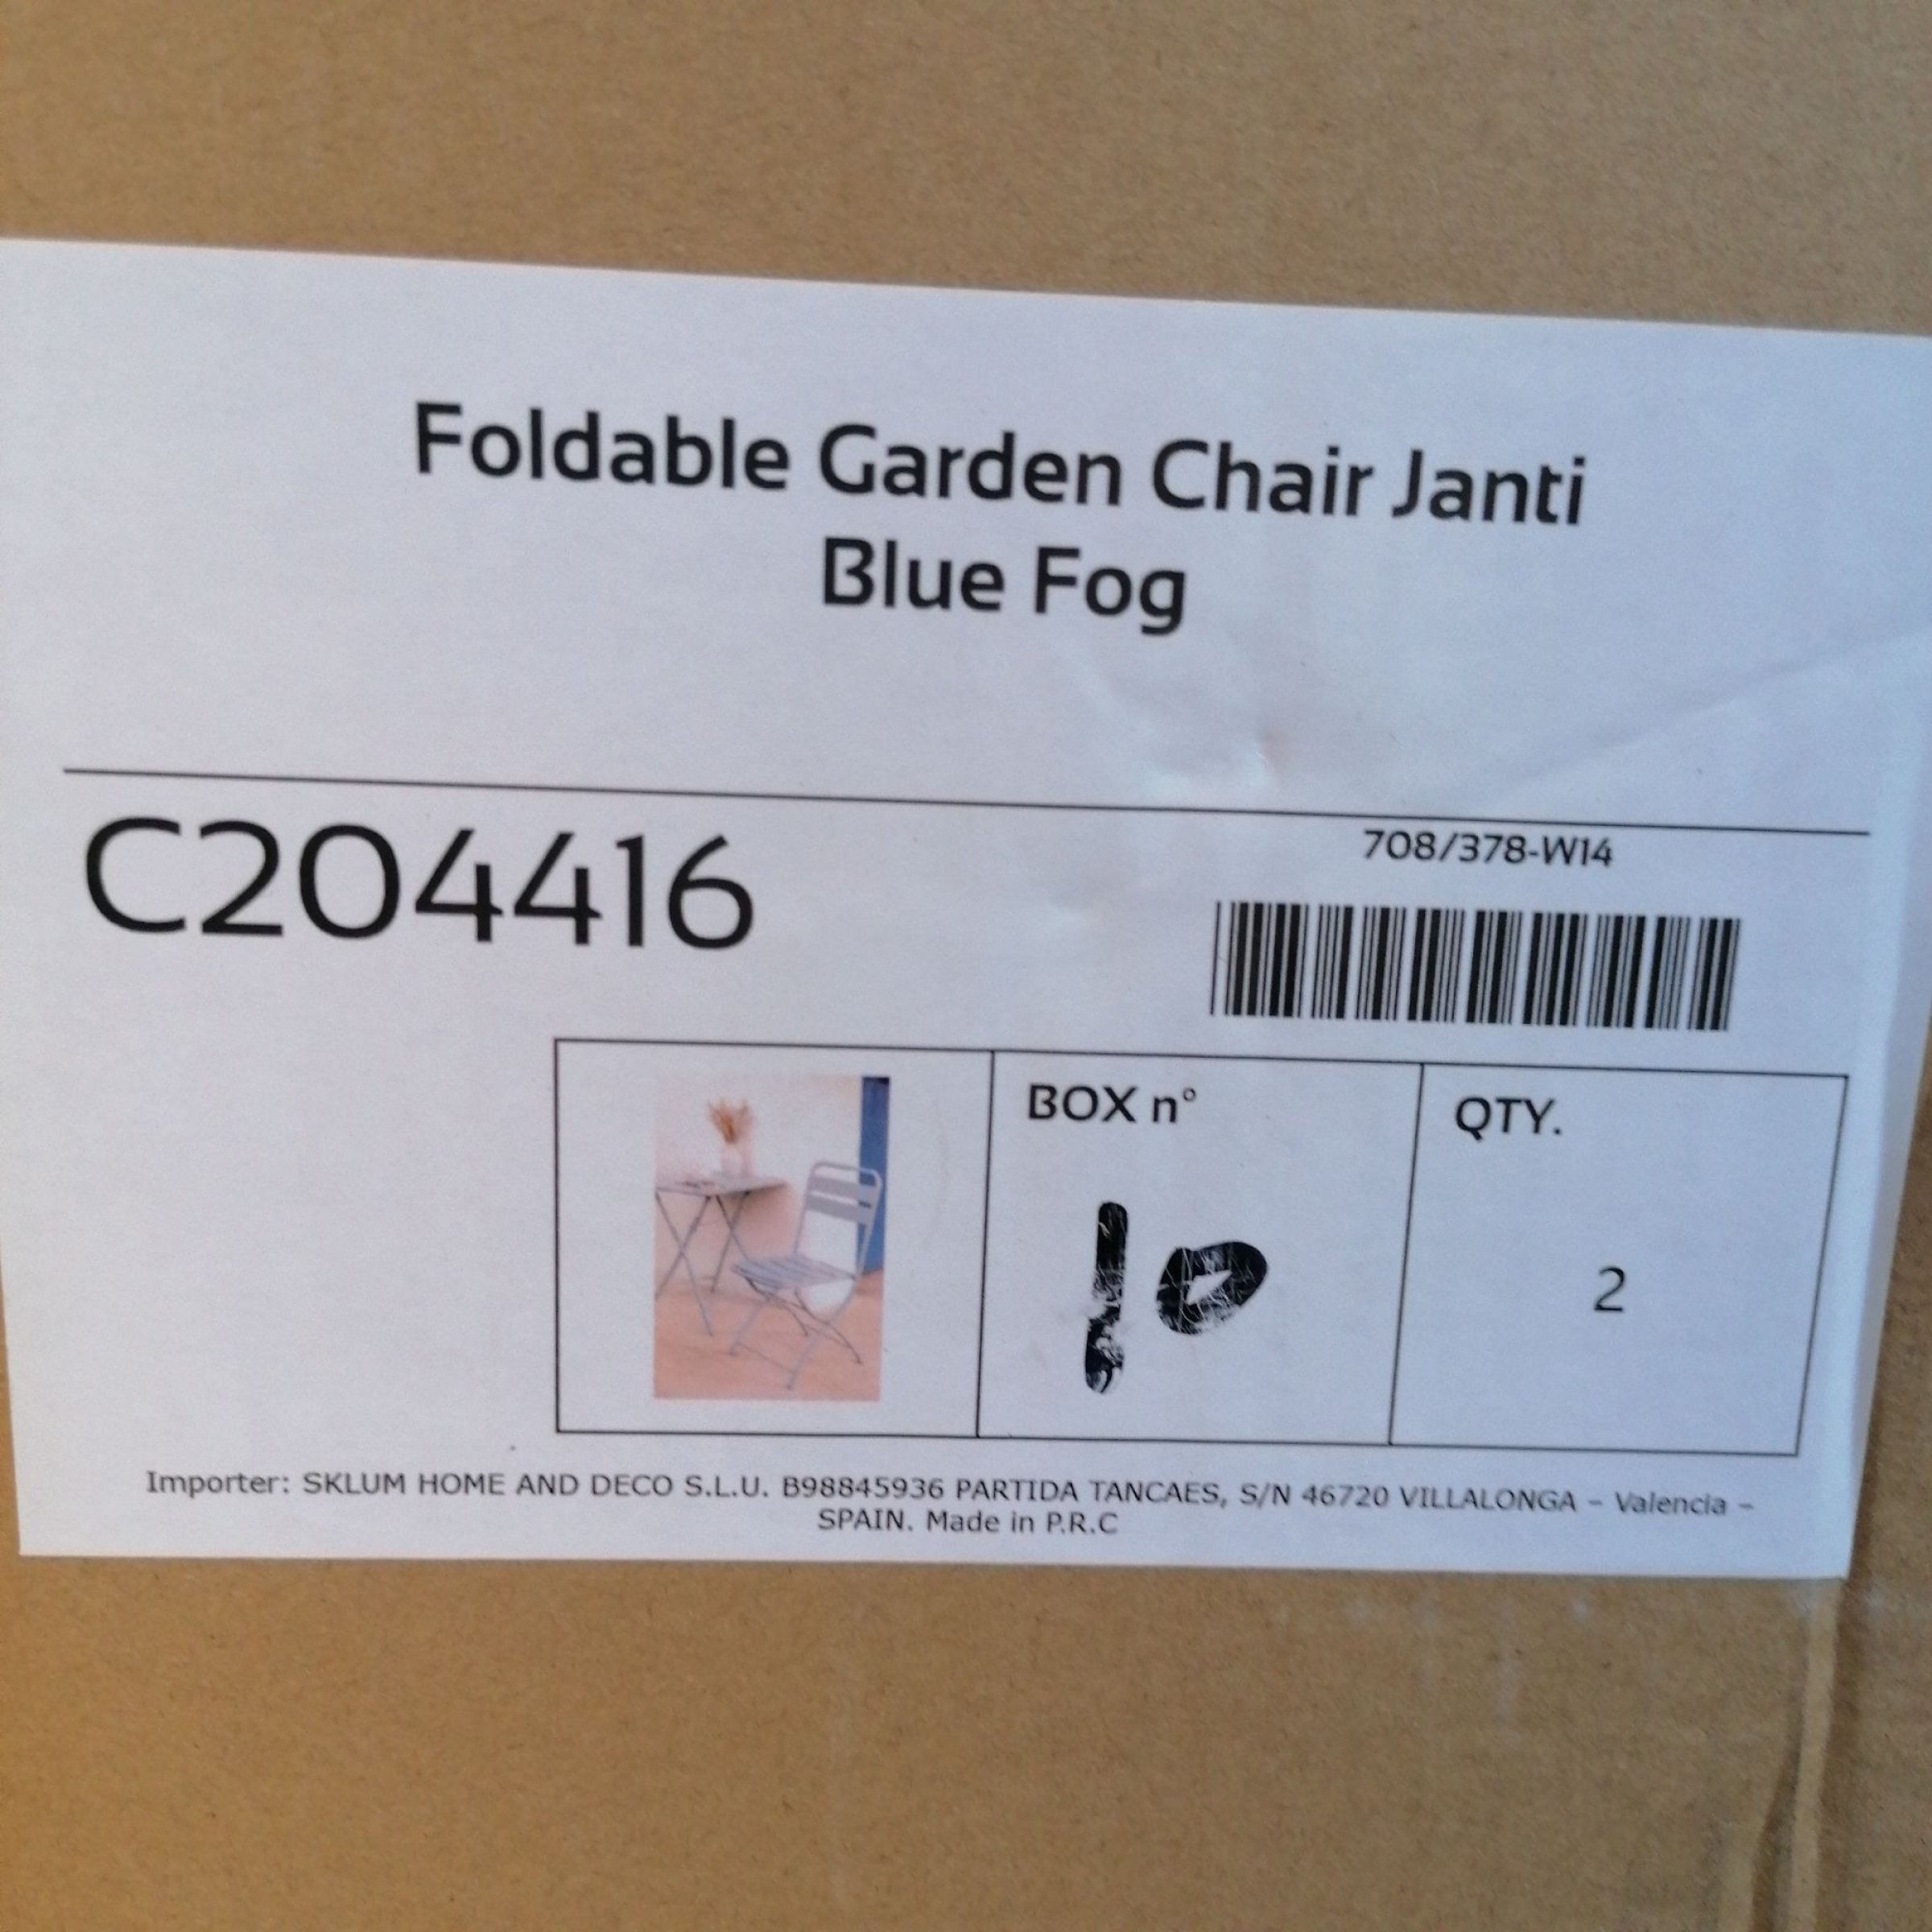 Foldable Garden Chair Janti
Blue Fog
C204416
708/378-W14
BOX n°
QTY.
10
2
Importer: SKLUM HOME AND DECO S.L.U. B98845936 PARTIDA TANCAES, S/N 46720 VILLALONGA – Valencia –
SPAIN. Made in P.R.C